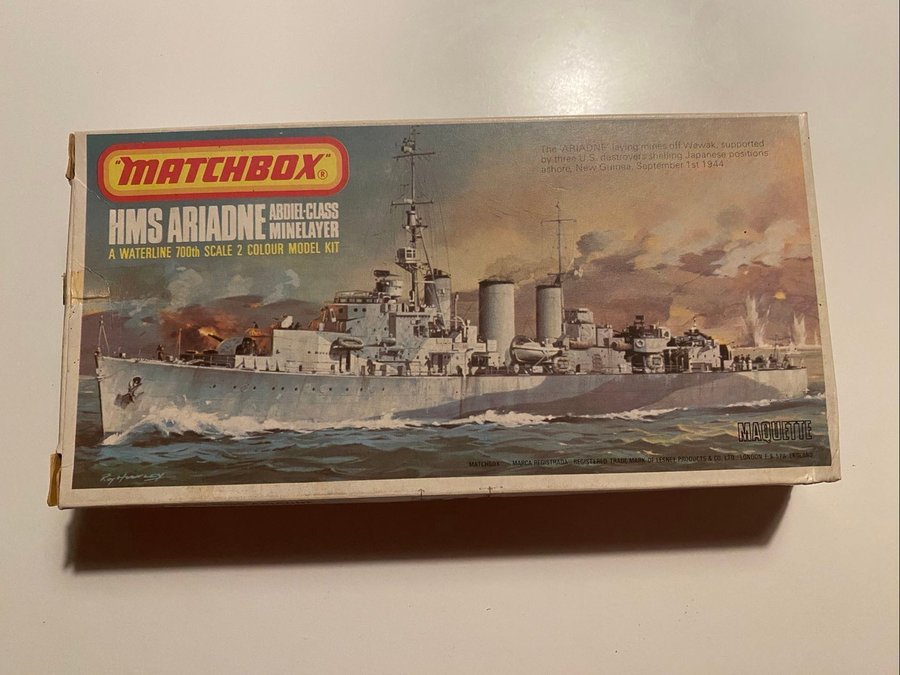 The 'ARIADNE' laying mines off Wewak, supported
by three U.S. destroyers shelling Japanese positions
ashore, New Guinea, September 1st 1944
"MATCHBOX"®
HMS ARIADNE ABDIEL-CLASS
MINELAYER
A WATERLINE 700th SCALE 2 COLOUR MODEL KIT
MAQUETTE
MATCHBOX MARCA REGISTRADA REGISTERED TRADE MARK OF LESNEY PRODUCTS & CO. LTD. LONDON E.9. 5PA. ENGLAND